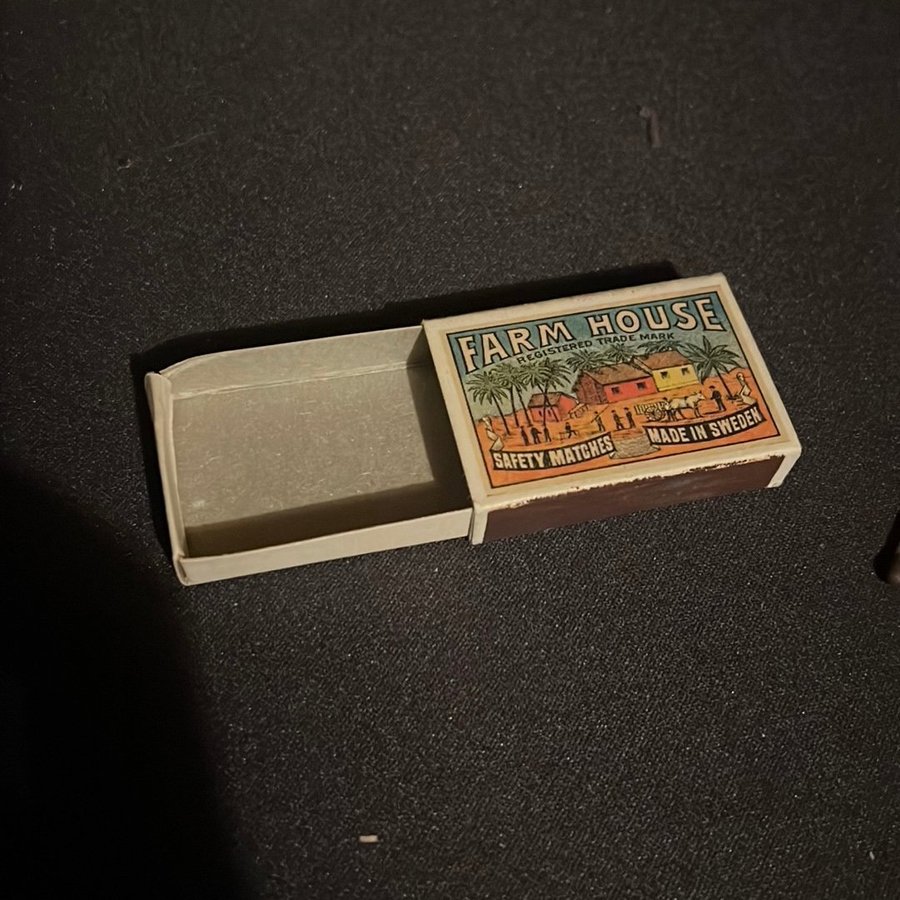 FARM HOUSE
REGISTERED TRADE MARK
SAFETY MATCHES
MADE IN SWEDEN